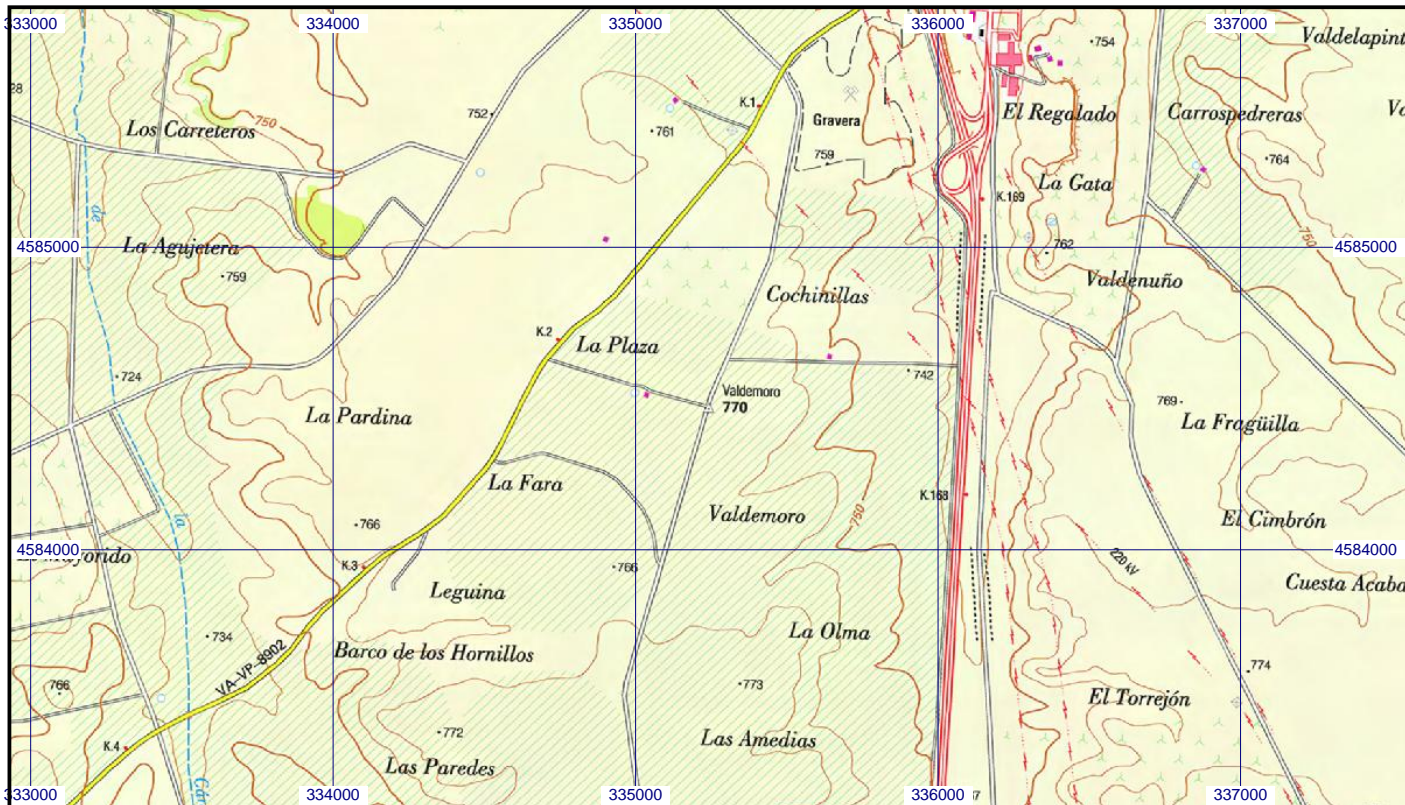 333000 334000 335000 336000 337000
754
Valdelapint
28
K.1
Los Carreteros
750
752
761
Gravera
759
El Regalado
Carrospedreras
764
La Gata
K.169
de
4585000
La Agujetera
759
762
750
4585000
Valdenuño
Cochinillas
K.2
La Plaza
724
Valdemoro
770
742
769
La Pardina
La Fragüilla
La Fara
K.168
la
766
Valdemoro
750
El Cimbrón
4584000
Mayorido
K.3
766
220 kV
4584000
Cuesta Acaba
Leguina
734
La Olma
VA-VP-8902
Barco de los Hornillos
766
773
774
El Torrejón
K.4
772
Las Amedias
Las Paredes
333000 334000 335000 336000 337000